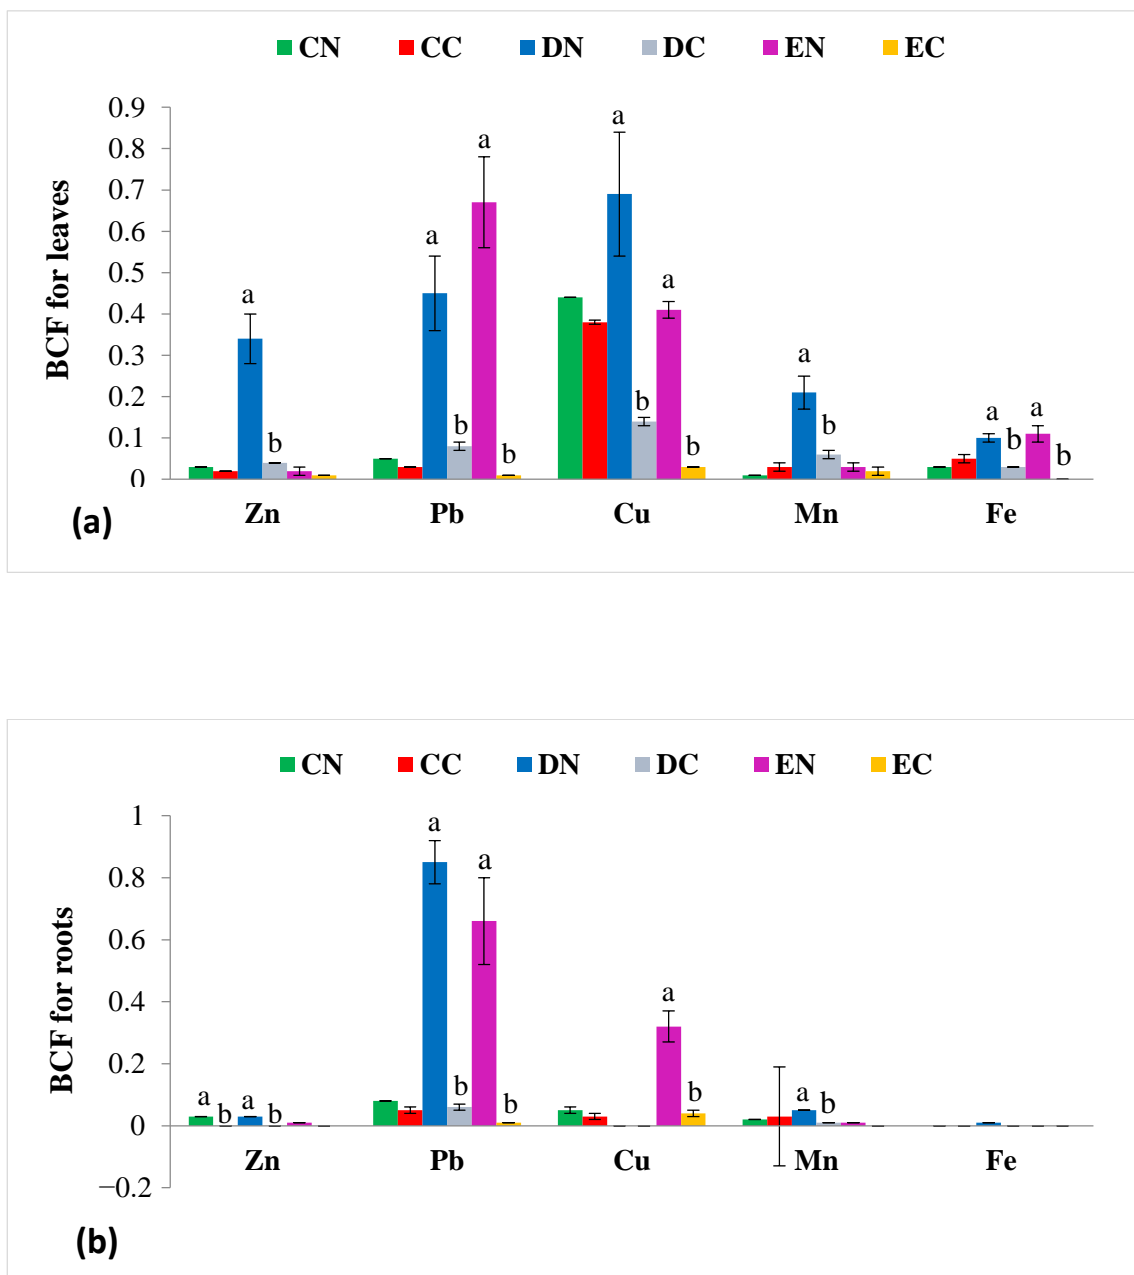 CN CC DN DC EN EC
0.9
0.8
0.7
0.6
0.5
0.4
0.3
0.2
0.1
0
BCF for leaves
a b a b a b a b a b a b a b a b
Zn Pb Cu Mn Fe
(a)
CN CC DN DC EN EC
1
0.8
0.6
0.4
0.2
0
−0.2
BCF for roots
a b a b a b a b a b a b
Zn Pb Cu Mn Fe
(b)